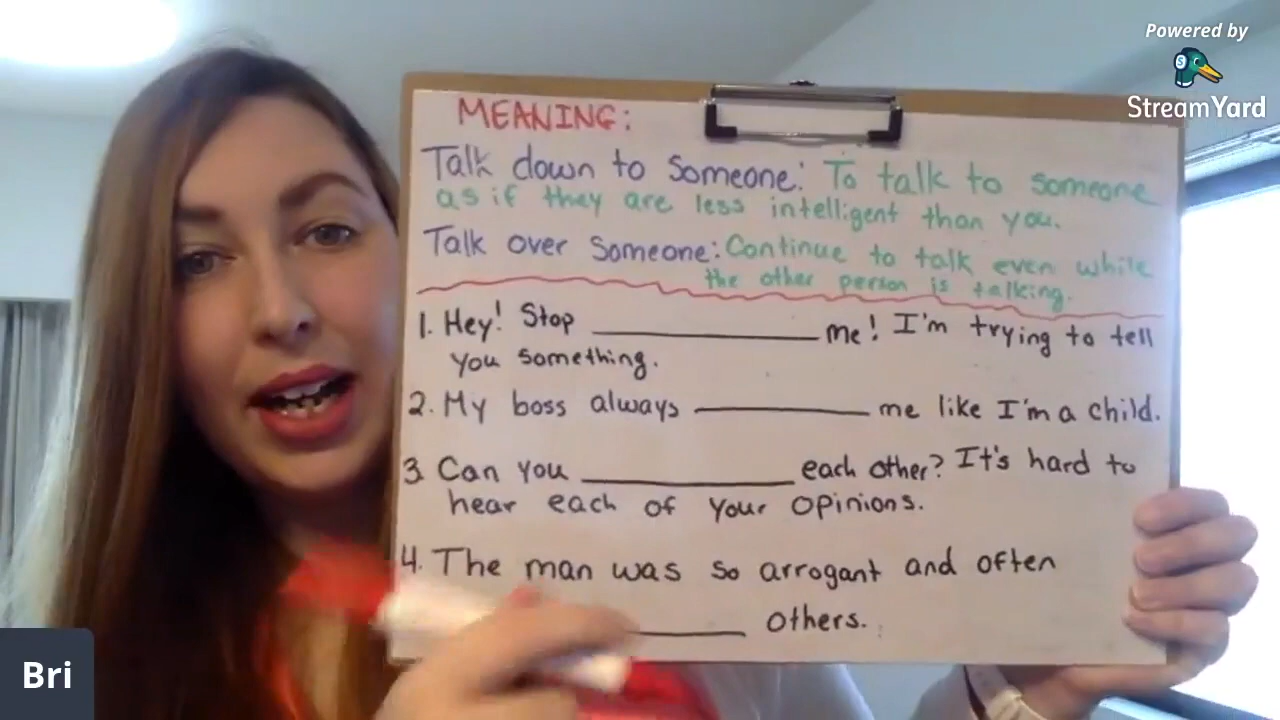 Powered by
StreamYard
MEANING:
Talk down to someone: To talk to someone
as if they are less intelligent than you.
Talk over someone: Continue to talk even while
the other person is talking.
1. Hey! Stop ____________ me! I'm trying to tell
you something.
2. My boss always ____________ me like I'm a child.
3. Can you ____________ each other? It's hard to
hear each of your opinions.
4. The man was so arrogant and often
____________ others.
Bri